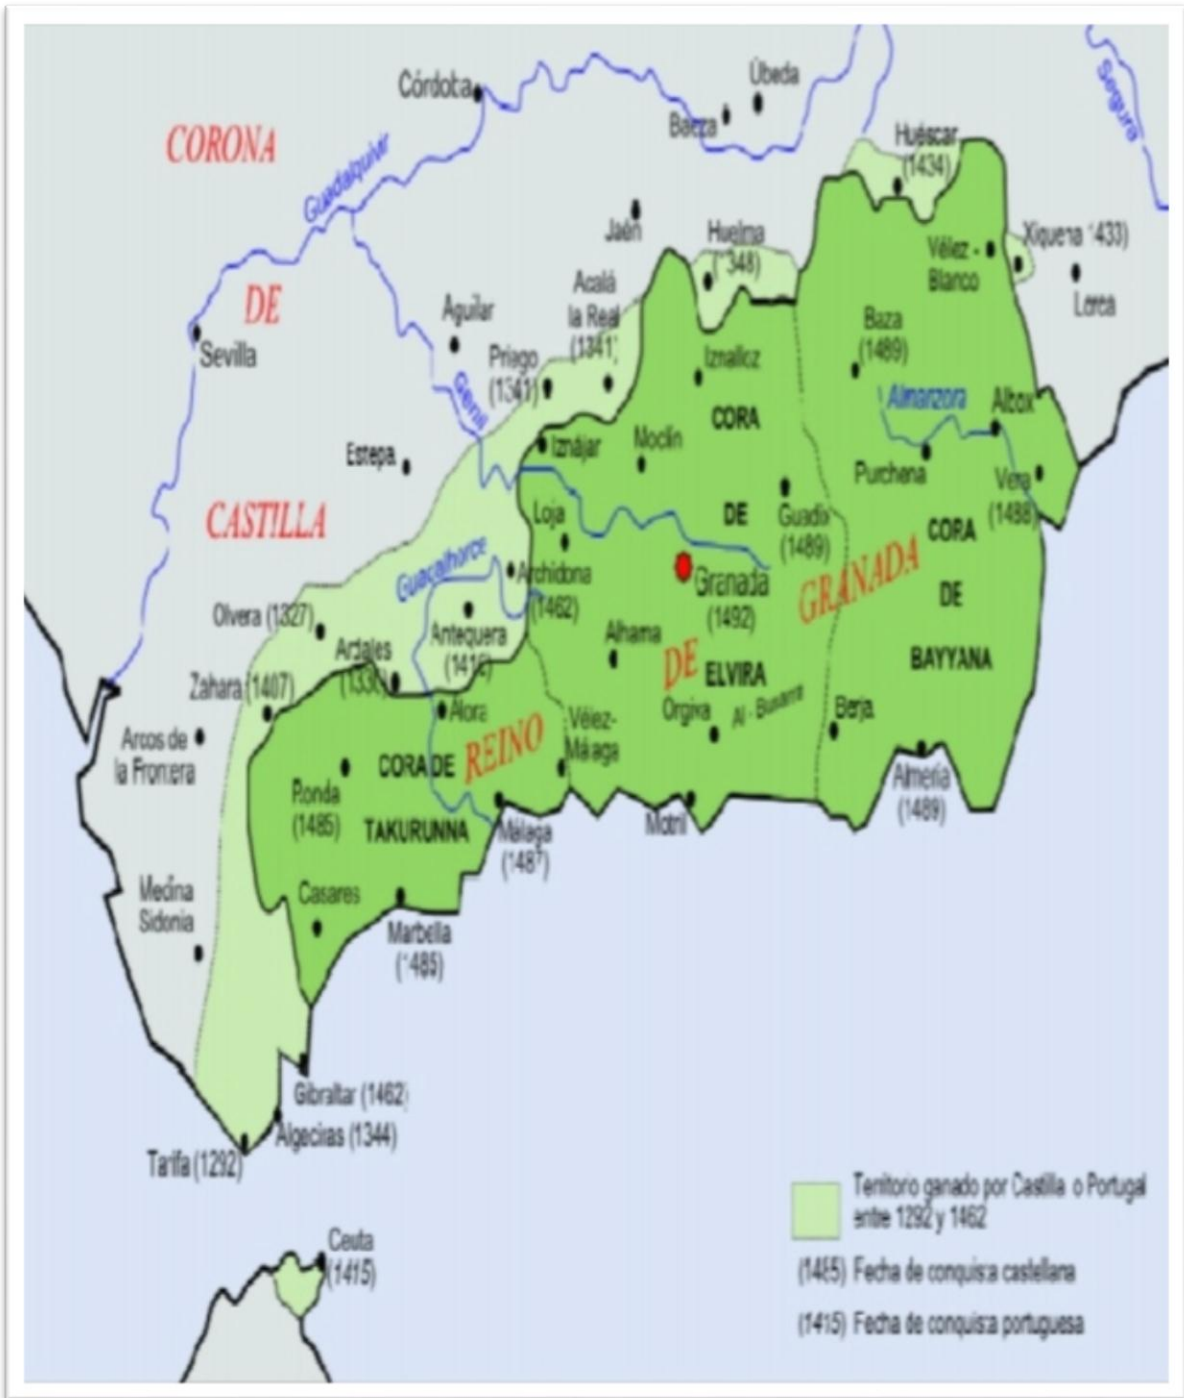 CORONA
DE
CASTILLA
Córdoba
Úbeda
Baeza
Guadalquivir
Segura
Huéscar
(1434)
Jaén
Huelma
Vélez -
Blanco
Lorca
Acalá
la Real
Aguilar
Sevilla
Priego
Genil
Baza
(1489)
Iznalloz
CORA
DE
ELVIRA
Almanzora
Albox
Estepa
Iznájar
Moclín
Purchena
Vera
(1488)
Loja
Guadix
(1489)
CORA
DE
BAYYANA
Archidona
(1462)
Granada
(1492)
REINO
DE
GRANADA
Olvera (1327)
Antequera
Ardales
Alhama
Zahara (1407)
Álora
Vélez-
Málaga
Orgiva
Berja
Arcos de
la Frontera
Ronda
(1485)
CORA DE
TAKURUNNA
Málaga
(1487)
Motril
Almería
(1489)
Medina
Sidonia
Casares
Marbella
(1485)
Gibraltar (1462)
Algeciras (1344)
Tarifa (1292)
Ceuta
(1415)
Territorio ganado por Castilla o Portugal
entre 1292 y 1462
(1485) Fecha de conquista castellana
(1415) Fecha de conquista portuguesa